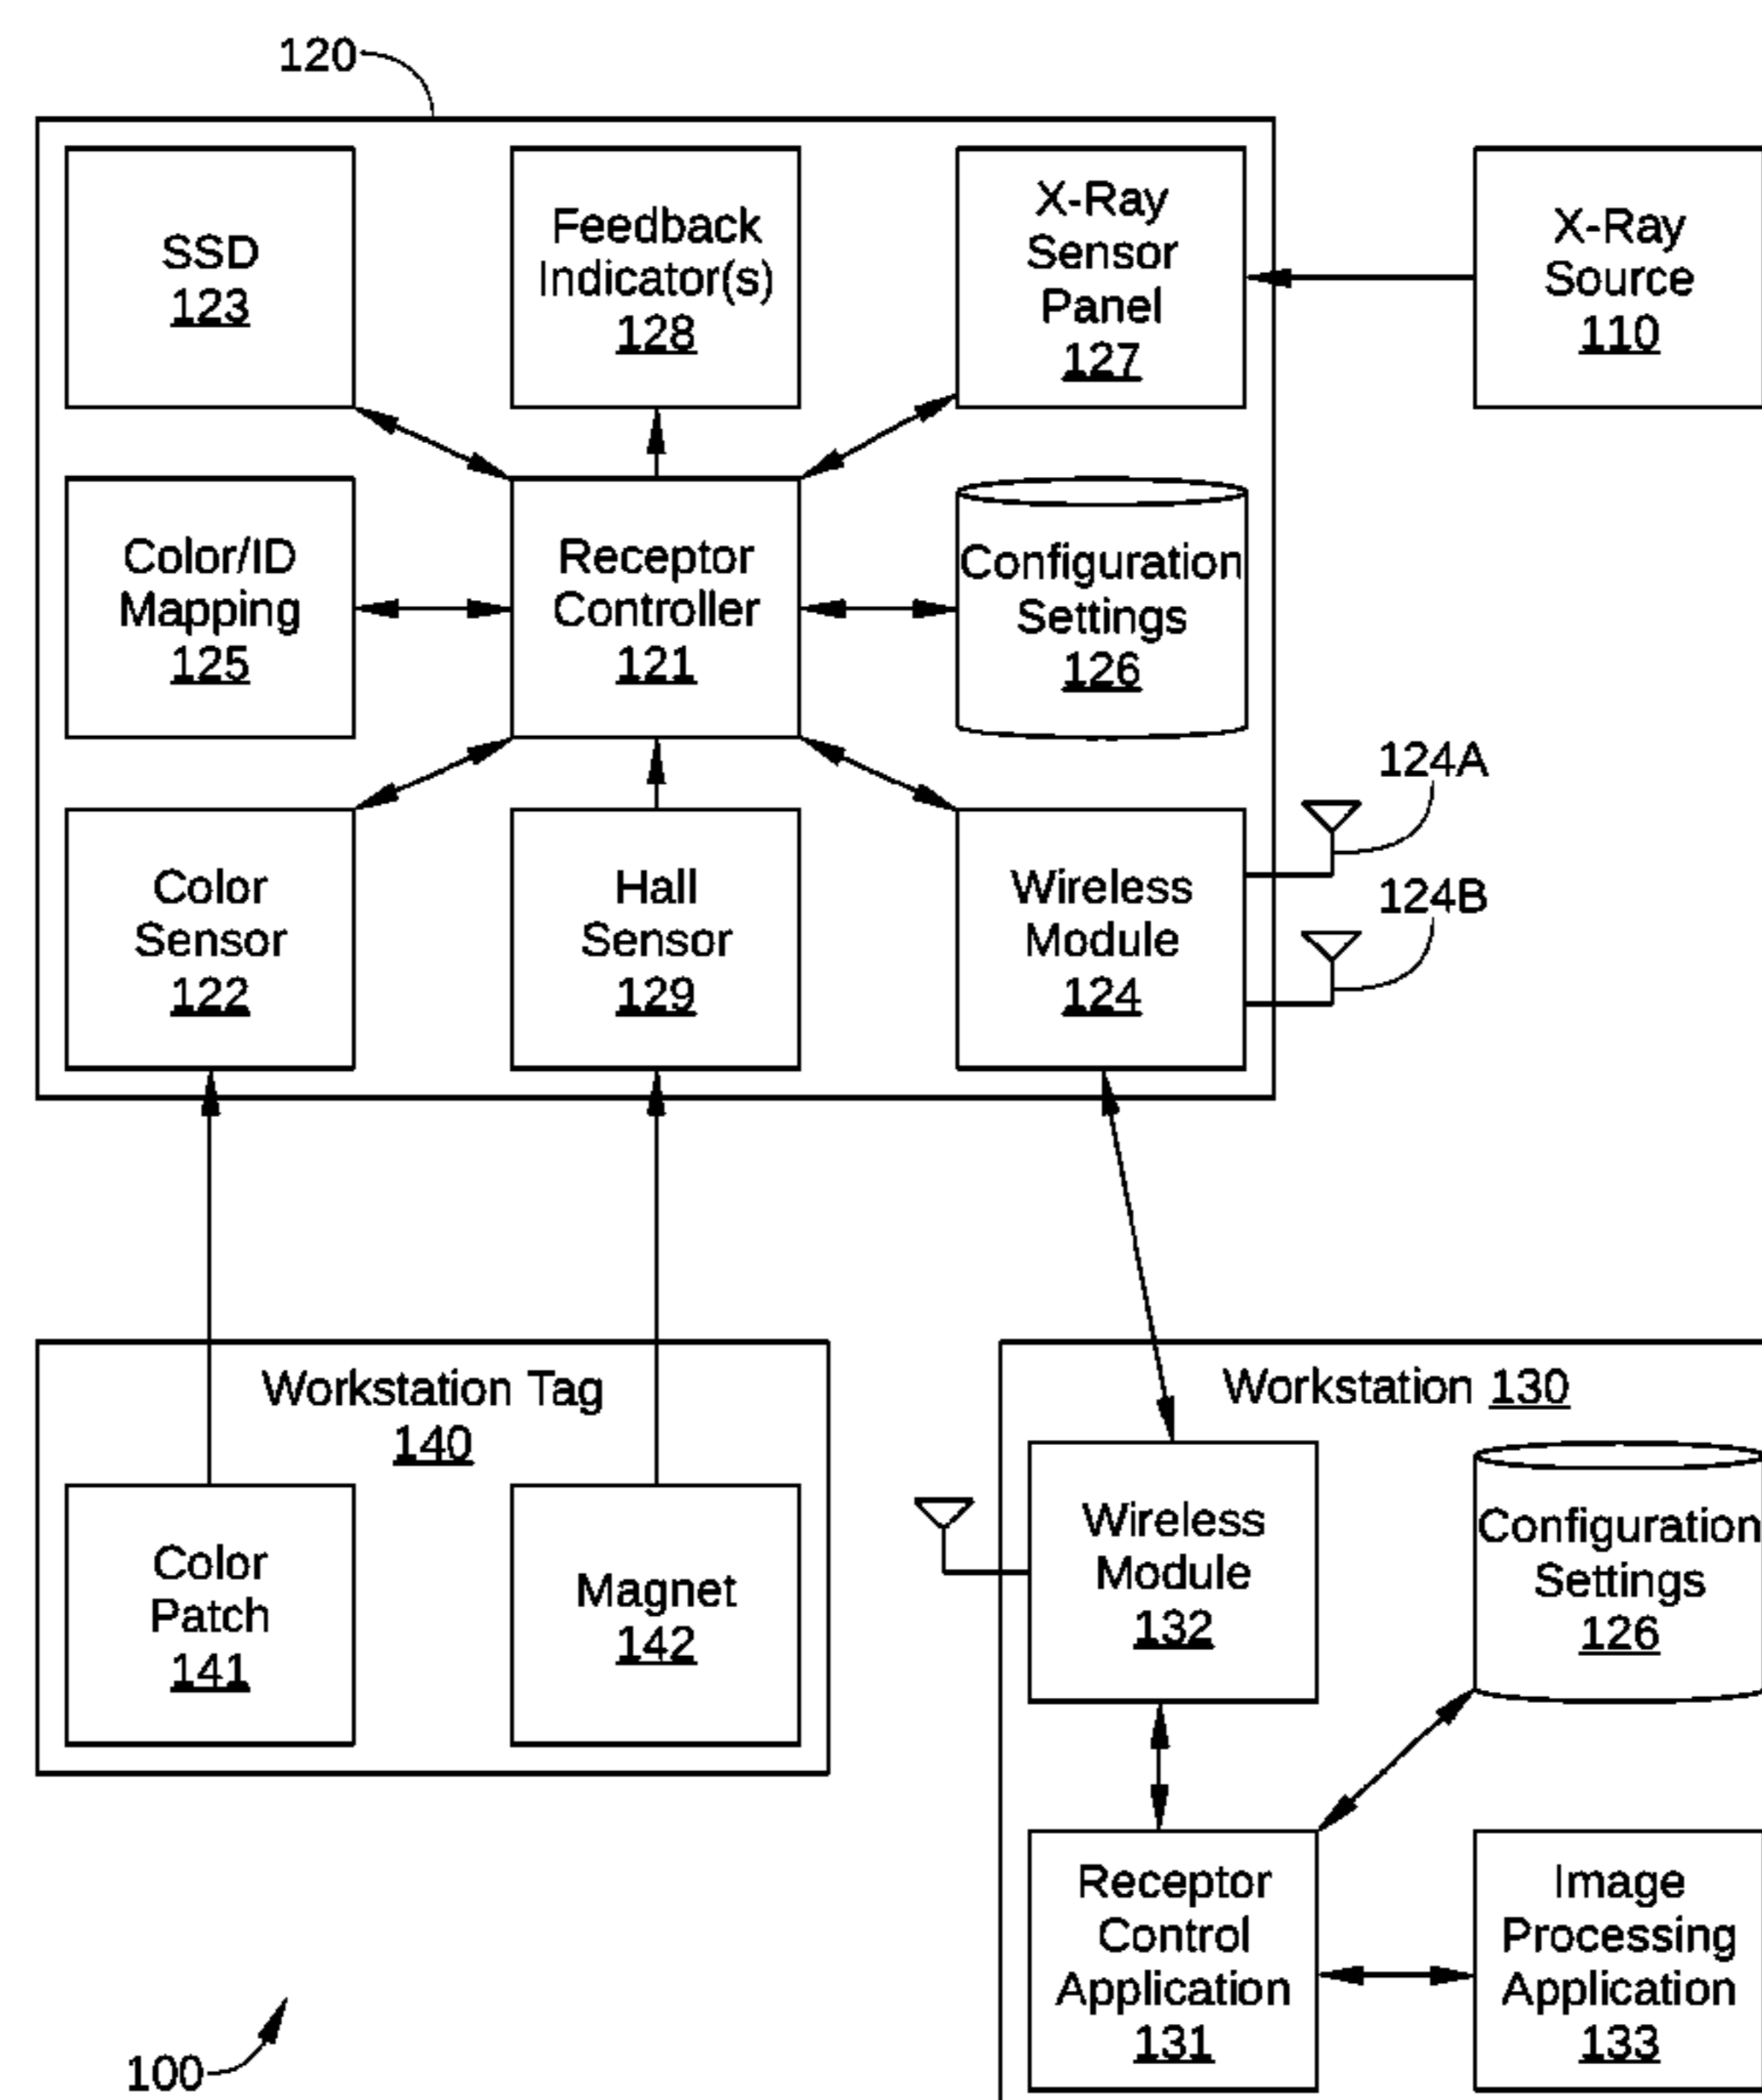 120
SSD
123
Feedback
Indicator(s)
128
X-Ray
Sensor
Panel
127
X-Ray
Source
110
Color/ID
Mapping
125
Receptor
Controller
121
Configuration
Settings
126
124A
124B
Color
Sensor
122
Hall
Sensor
129
Wireless
Module
124
Workstation Tag
140
Color
Patch
141
Magnet
142
Workstation 130
Wireless
Module
132
Configuration
Settings
126
Receptor
Control
Application
131
Image
Processing
Application
133
100